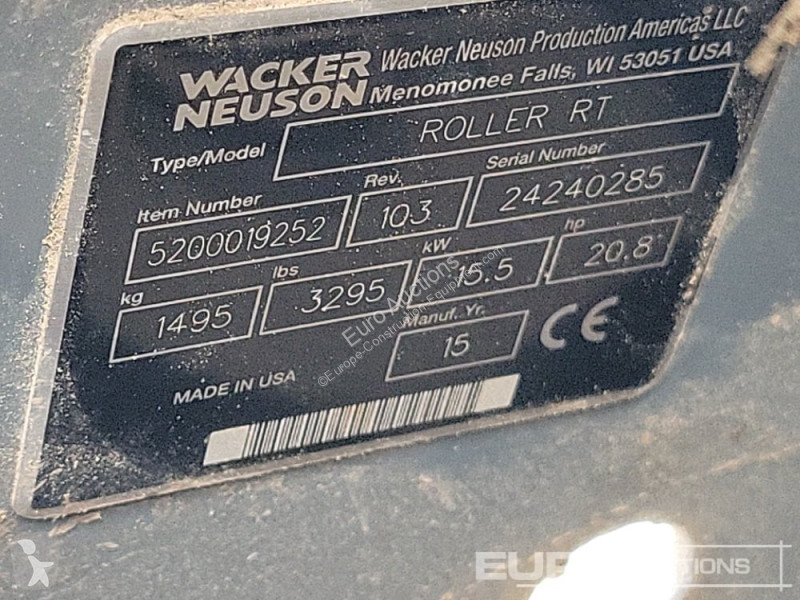 WACKER
NEUSON
Wacker Neuson Production Americas LLC
Menomonee Falls, WI 53051 USA
Type/Model ROLLER RT
Item Number Rev. Serial Number
5200019252 103 24240285
kg lbs kW hp
1495 3295 15.5 20.8
Manuf. Yr.
15
CE
MADE IN USA
Euro Auctions
©Europe-Construction-Equipment.com
EURO AUCTIONS